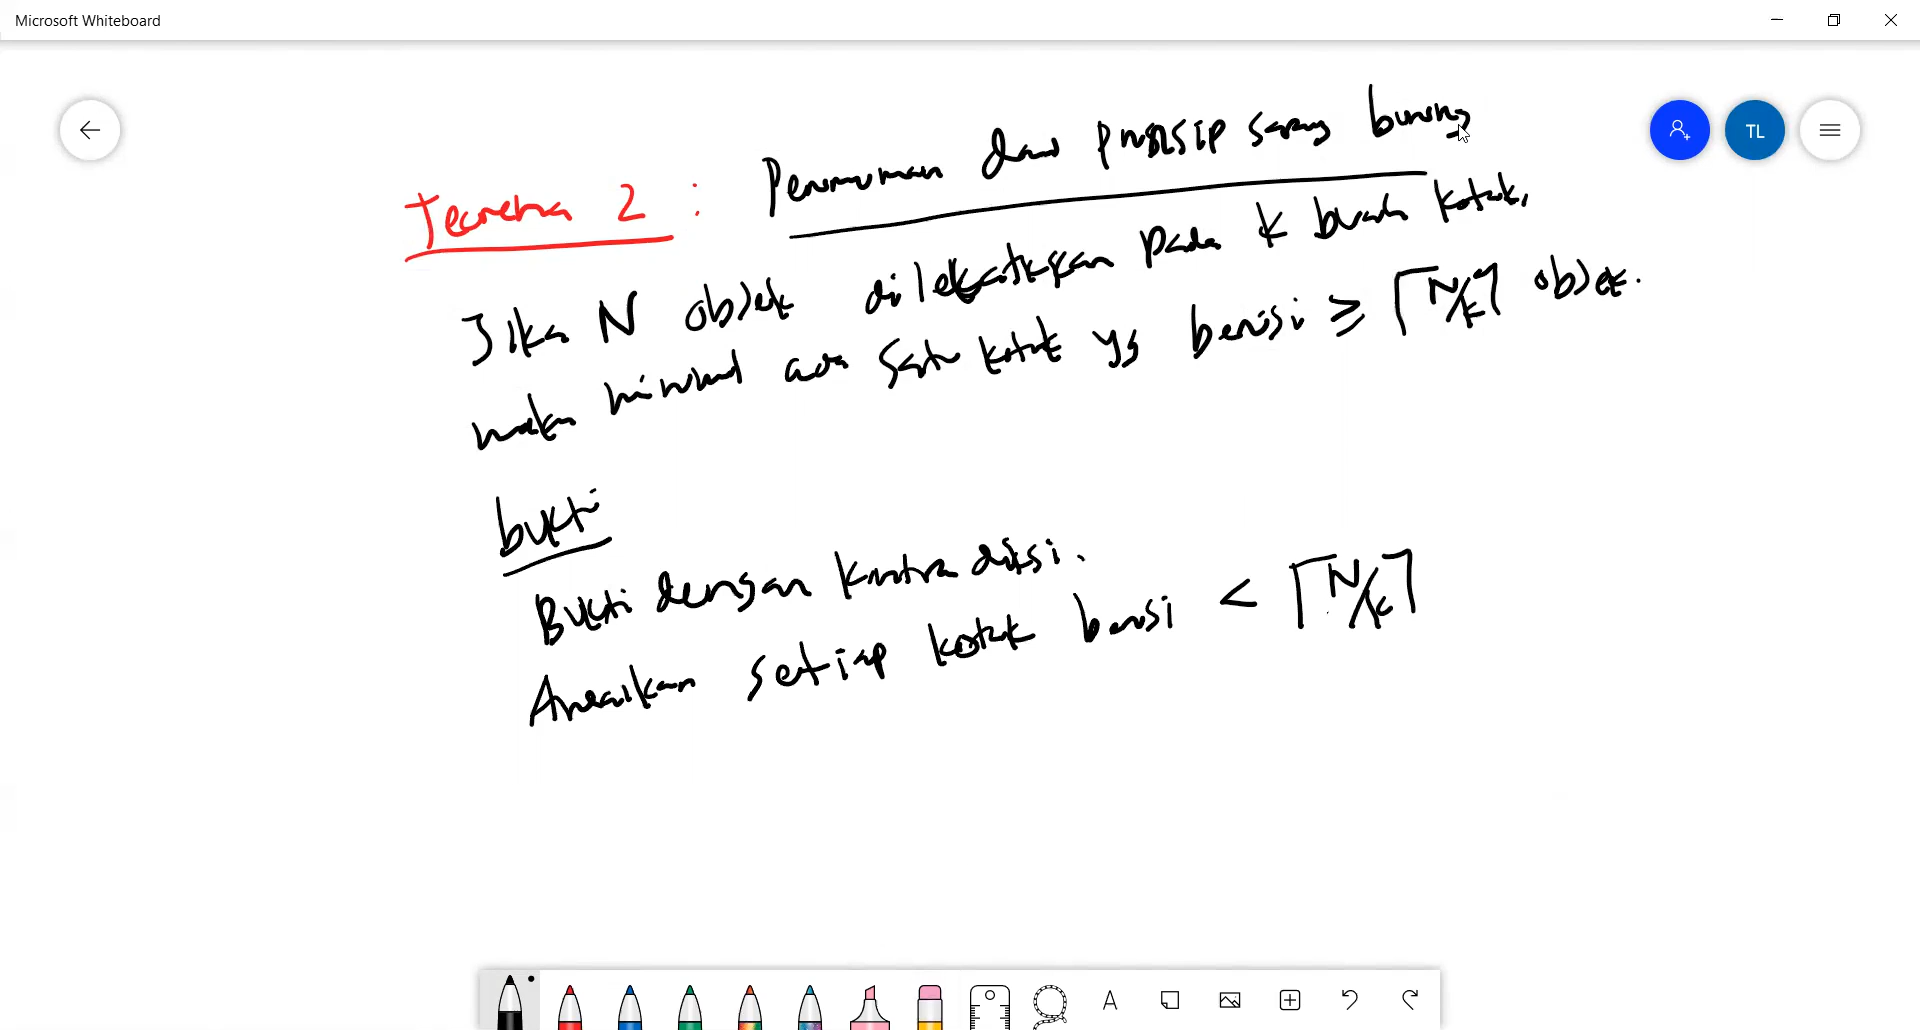 Microsoft Whiteboard
TL
Teorema 2 : Perumuman dari prinsip sarang burung
Jika N objek diletakkan pada k buah kotak,
maka minimal ada satu kotak yg berisi ≥ ⌈N/k⌉ objek.
bukti
Bukti dengan kontradiksi.
Andaikan setiap kotak berisi < ⌈N/k⌉
A